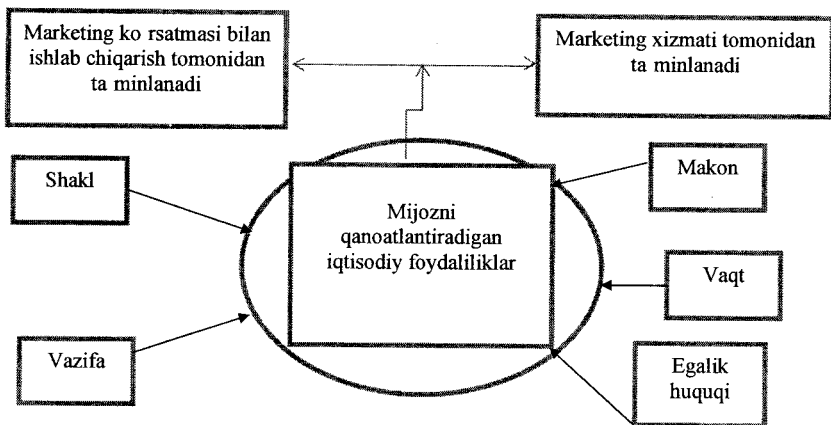 Marketing ko rsatmasi bilan
ishlab chiqarish tomonidan
ta minlanadi
Marketing xizmati tomonidan
ta minlanadi
Shakl
Makon
Mijozni
qanoatlantiradigan
iqtisodiy foydaliliklar
Vaqt
Vazifa
Egalik
huquqi